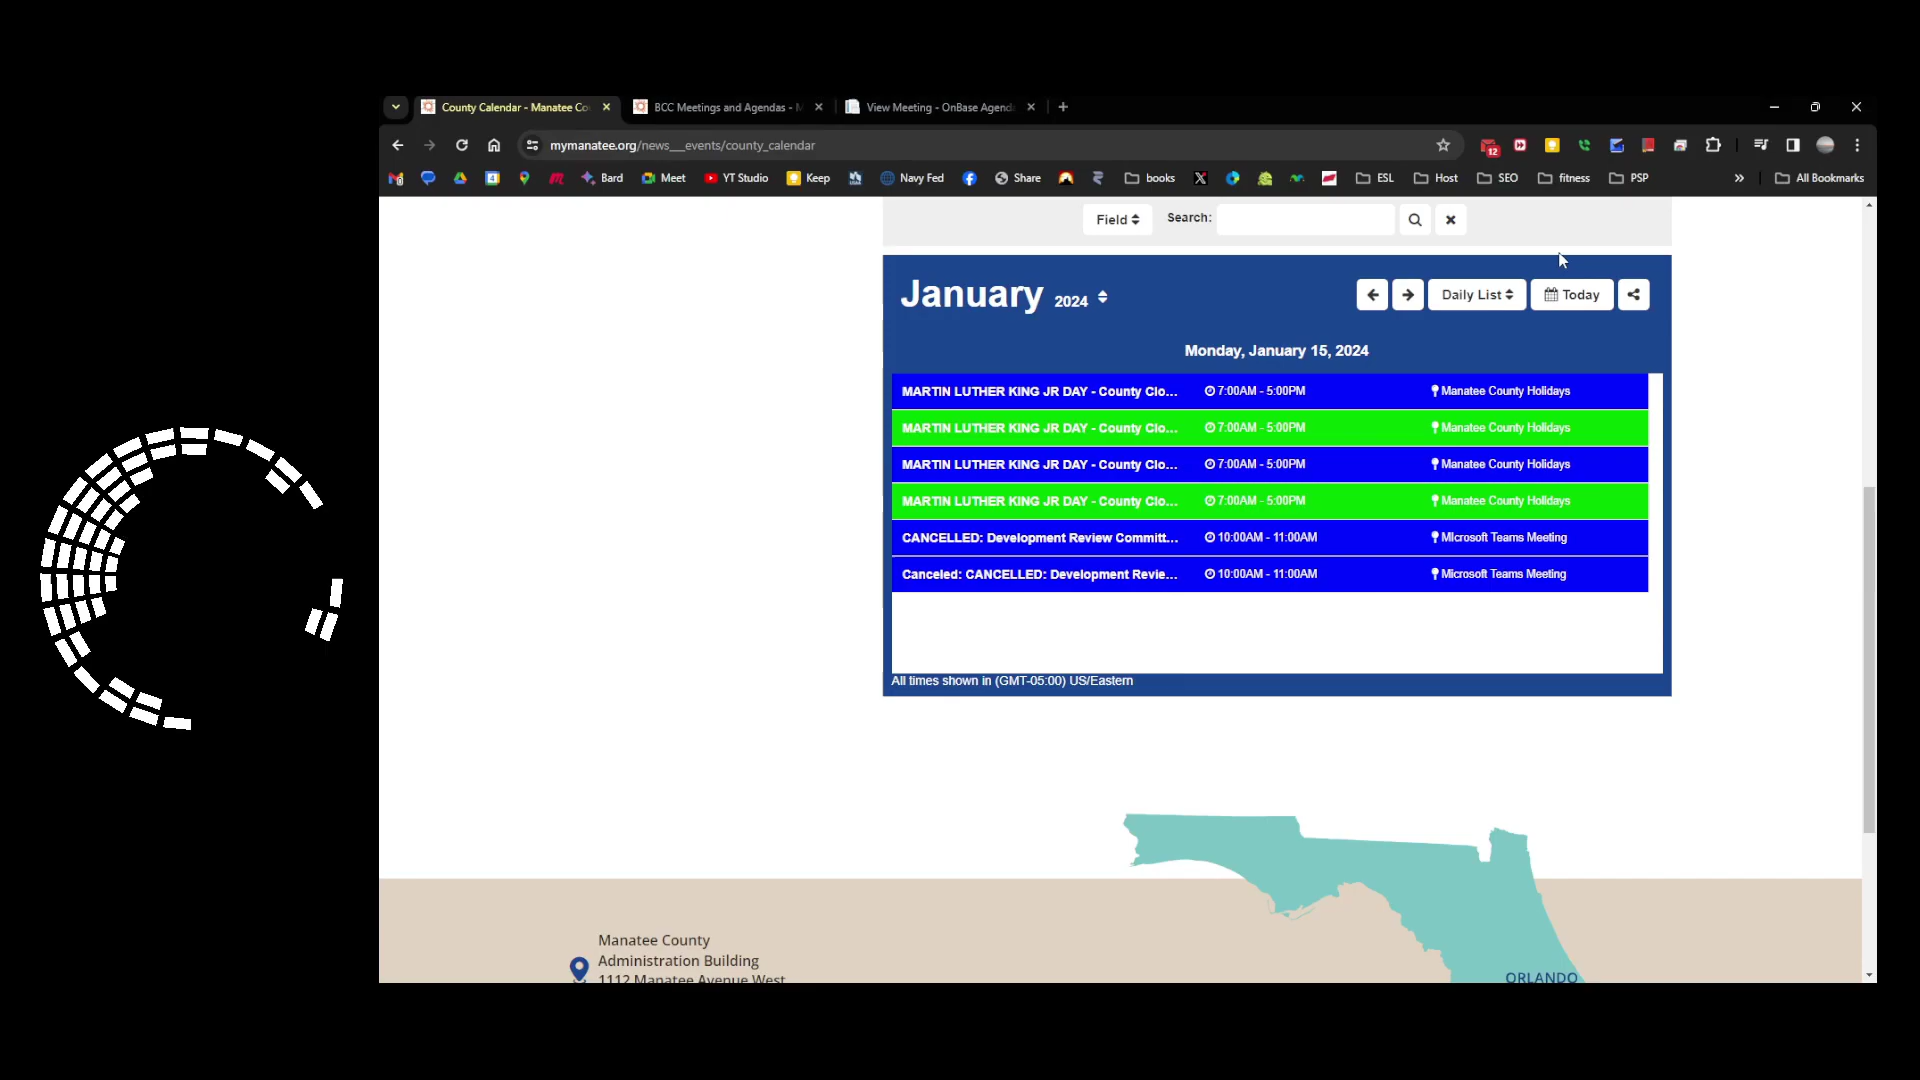 County Calendar - Manatee Co
BCC Meetings and Agendas - M
View Meeting - OnBase Agenda
mymanatee.org/news__events/county_calendar
12
4
Bard
Meet
YT Studio
Keep
Navy Fed
Share
books
ESL
Host
SEO
fitness
PSP
All Bookmarks
Field
Search:
January 2024
Daily List
Today
Monday, January 15, 2024
MARTIN LUTHER KING JR DAY - County Clo... 7:00AM - 5:00PM Manatee County Holidays
MARTIN LUTHER KING JR DAY - County Clo... 7:00AM - 5:00PM Manatee County Holidays
MARTIN LUTHER KING JR DAY - County Clo... 7:00AM - 5:00PM Manatee County Holidays
MARTIN LUTHER KING JR DAY - County Clo... 7:00AM - 5:00PM Manatee County Holidays
CANCELLED: Development Review Committ... 10:00AM - 11:00AM Microsoft Teams Meeting
Canceled: CANCELLED: Development Revie... 10:00AM - 11:00AM Microsoft Teams Meeting
All times shown in (GMT-05:00) US/Eastern
Manatee County
Administration Building
1112 Manatee Avenue West
ORLANDO